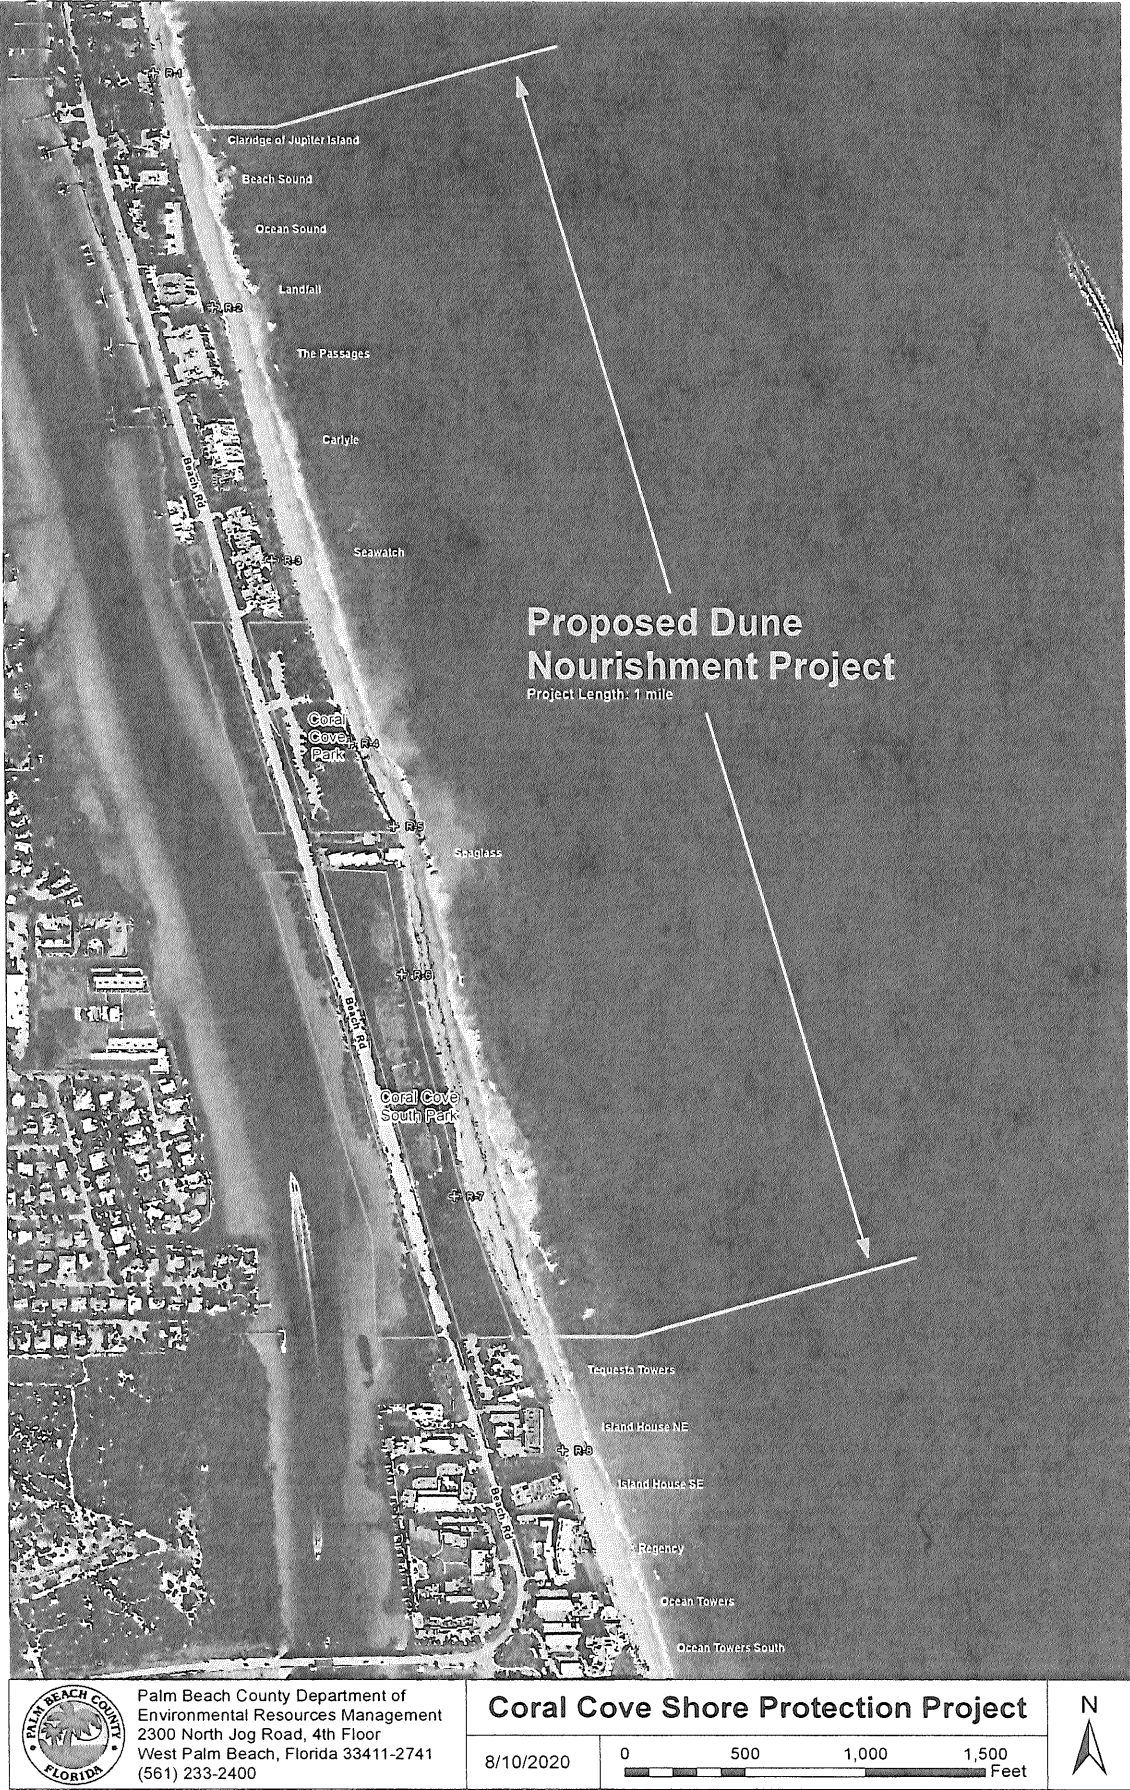 R-1
Claridge of Jupiter Island
Beach Sound
Ocean Sound
Landfall
R-2
The Passages
Carlyle
Beach Rd
Seawatch
R-3
Proposed Dune
Nourishment Project
Project Length: 1 mile
Coral
Cove
Park
R-4
R-5
Seaglass
R-6
Beach Rd
Coral Cove
South Park
R-7
Tequesta Towers
Island House NE
R-8
Island House SE
Beach Rd
Regency
Ocean Towers
Ocean Towers South
PALM BEACH COUNTY
FLORIDA
Palm Beach County Department of
Environmental Resources Management
2300 North Jog Road, 4th Floor
West Palm Beach, Florida 33411-2741
(561) 233-2400
Coral Cove Shore Protection Project
8/10/2020
0 500 1,000 1,500
Feet
N